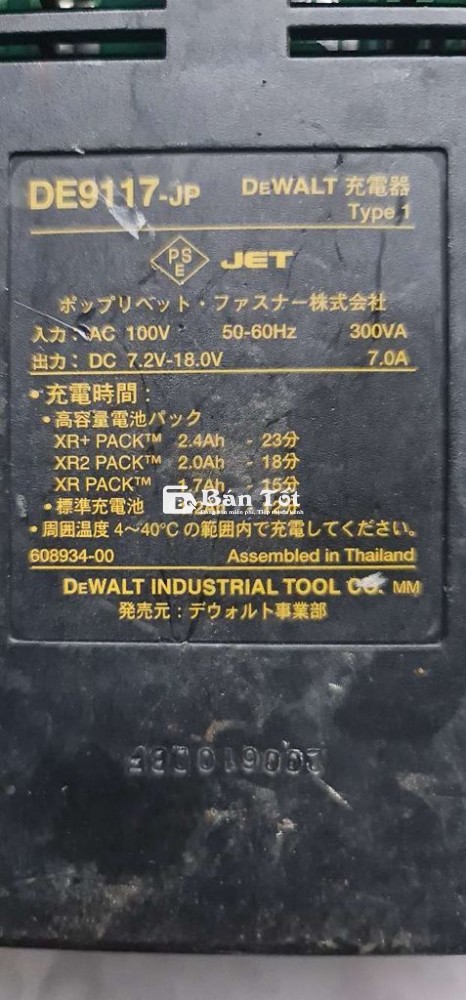 DE9117-JP DEWALT 充電器
Type 1
PS
E
JET
ポップリベット・ファスナー株式会社
入力: AC 100V 50-60Hz 300VA
出力: DC 7.2V-18.0V 7.0A
・充電時間:
・高容量電池パック
XR+ PACK™ 2.4Ah - 23分
XR2 PACK™ 2.0Ah - 18分
XR PACK™ 1.7Ah - 15分
・標準充電池
Bán Tốt
・周囲温度 4~40℃の範囲内で充電してください。
608934-00 Assembled in Thailand
DEWALT INDUSTRIAL TOOL CO. MM
発売元:デウォルト事業部